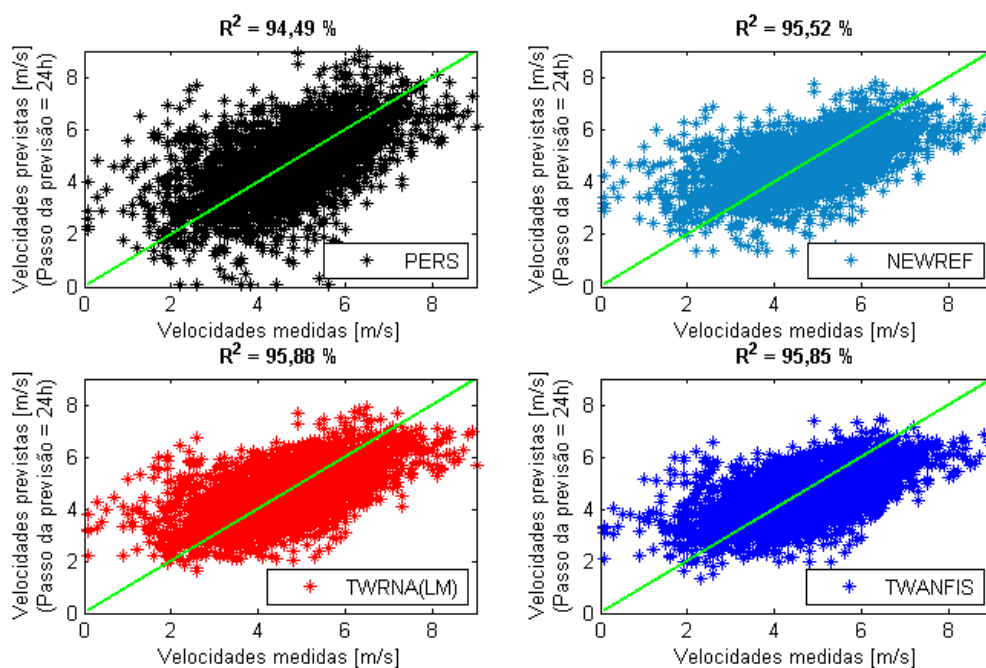 R² = 94,49 %
Velocidades previstas [m/s]
(Passo da previsão = 24h)
8
6
4
2
0
PERS
0 2 4 6 8
Velocidades medidas [m/s]
R² = 95,52 %
Velocidades previstas [m/s]
(Passo da previsão = 24h)
8
6
4
2
0
NEWREF
0 2 4 6 8
Velocidades medidas [m/s]
R² = 95,88 %
Velocidades previstas [m/s]
(Passo da previsão = 24h)
8
6
4
2
0
TWRNA(LM)
0 2 4 6 8
Velocidades medidas [m/s]
R² = 95,85 %
Velocidades previstas [m/s]
(Passo da previsão = 24h)
8
6
4
2
0
TWANFIS
0 2 4 6 8
Velocidades medidas [m/s]